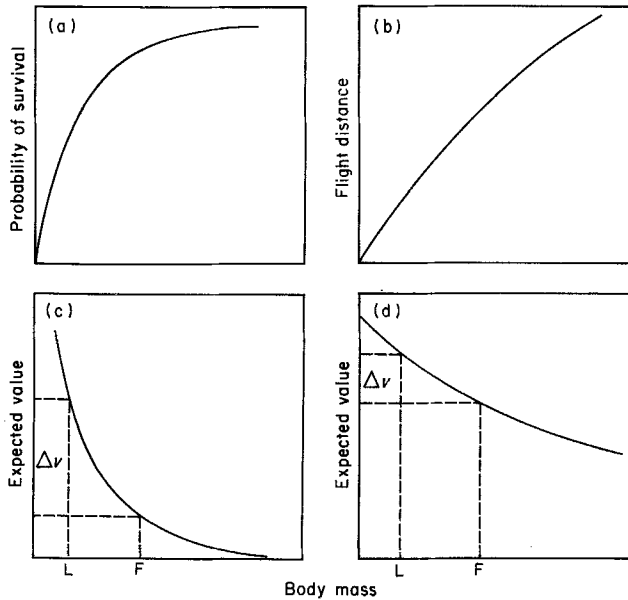 (a)
Probability of survival
(b)
Flight distance
(c)
Expected value
Δv
L
F
(d)
Expected value
Δv
L
F
Body mass